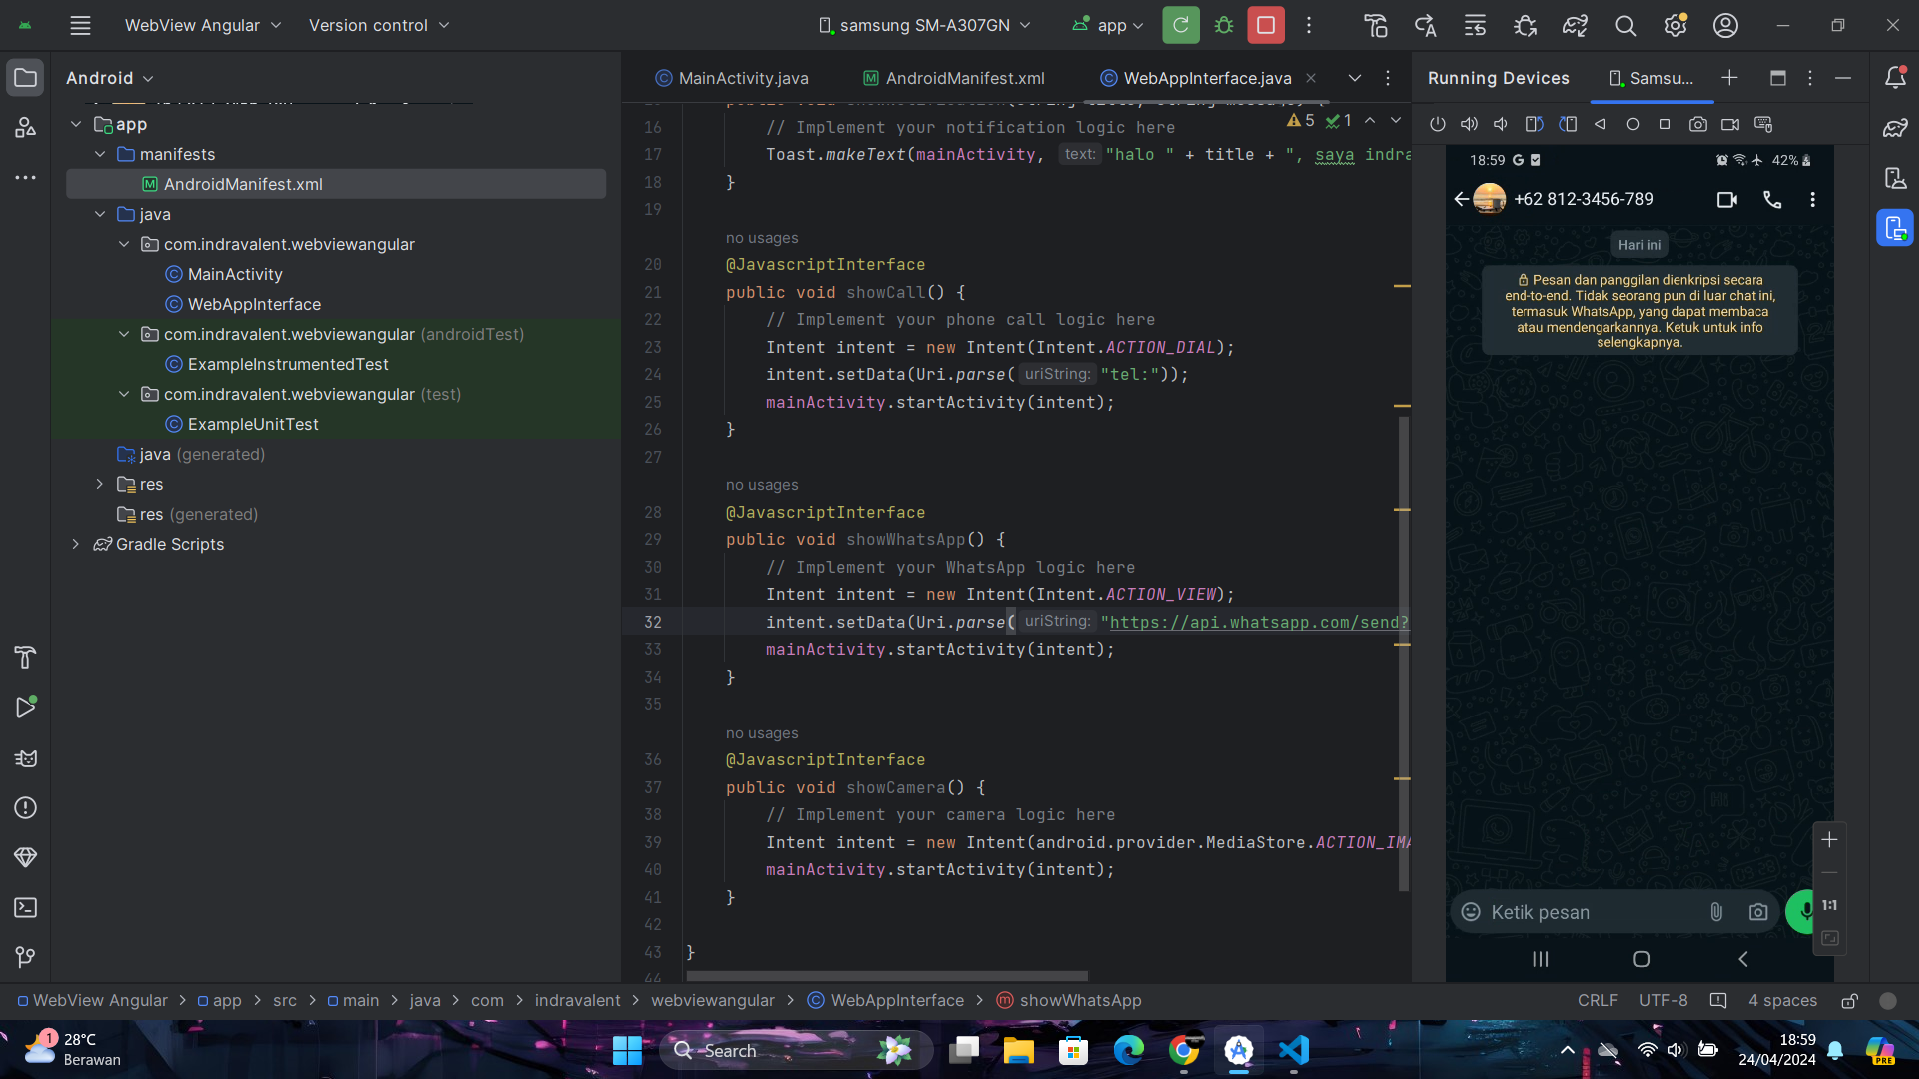 WebView Angular
Version control
samsung SM-A307GN
app
Android
MainActivity.java
AndroidManifest.xml
WebAppInterface.java
Running Devices
Samsu...
app
manifests
AndroidManifest.xml
java
com.indravalent.webviewangular
MainActivity
WebAppInterface
com.indravalent.webviewangular (androidTest)
ExampleInstrumentedTest
com.indravalent.webviewangular (test)
ExampleUnitTest
java (generated)
res
res (generated)
Gradle Scripts
5 1
16 // Implement your notification logic here
17 Toast.makeText(mainActivity, text: "halo " + title + ", saya indra
18 }
19
no usages
20 @JavascriptInterface
21 public void showCall() {
22 // Implement your phone call logic here
23 Intent intent = new Intent(Intent.ACTION_DIAL);
24 intent.setData(Uri.parse( uriString: "tel:"));
25 mainActivity.startActivity(intent);
26 }
27
no usages
28 @JavascriptInterface
29 public void showWhatsApp() {
30 // Implement your WhatsApp logic here
31 Intent intent = new Intent(Intent.ACTION_VIEW);
32 intent.setData(Uri.parse( uriString: "https://api.whatsapp.com/send?
33 mainActivity.startActivity(intent);
34 }
35
no usages
36 @JavascriptInterface
37 public void showCamera() {
38 // Implement your camera logic here
39 Intent intent = new Intent(android.provider.MediaStore.ACTION_IMA
40 mainActivity.startActivity(intent);
41 }
42
43 }
44
18:59 G 42%
+62 812-3456-789
Hari ini
Pesan dan panggilan dienkripsi secara
end-to-end. Tidak seorang pun di luar chat ini,
termasuk WhatsApp, yang dapat membaca
atau mendengarkannya. Ketuk untuk info
selengkapnya.
Ketik pesan
1:1
WebView Angular > app > src > main > java > com > indravalent > webviewangular > WebAppInterface > showWhatsApp
CRLF UTF-8 4 spaces
1
28°C
Berawan
Search
18:59
24/04/2024
PRE